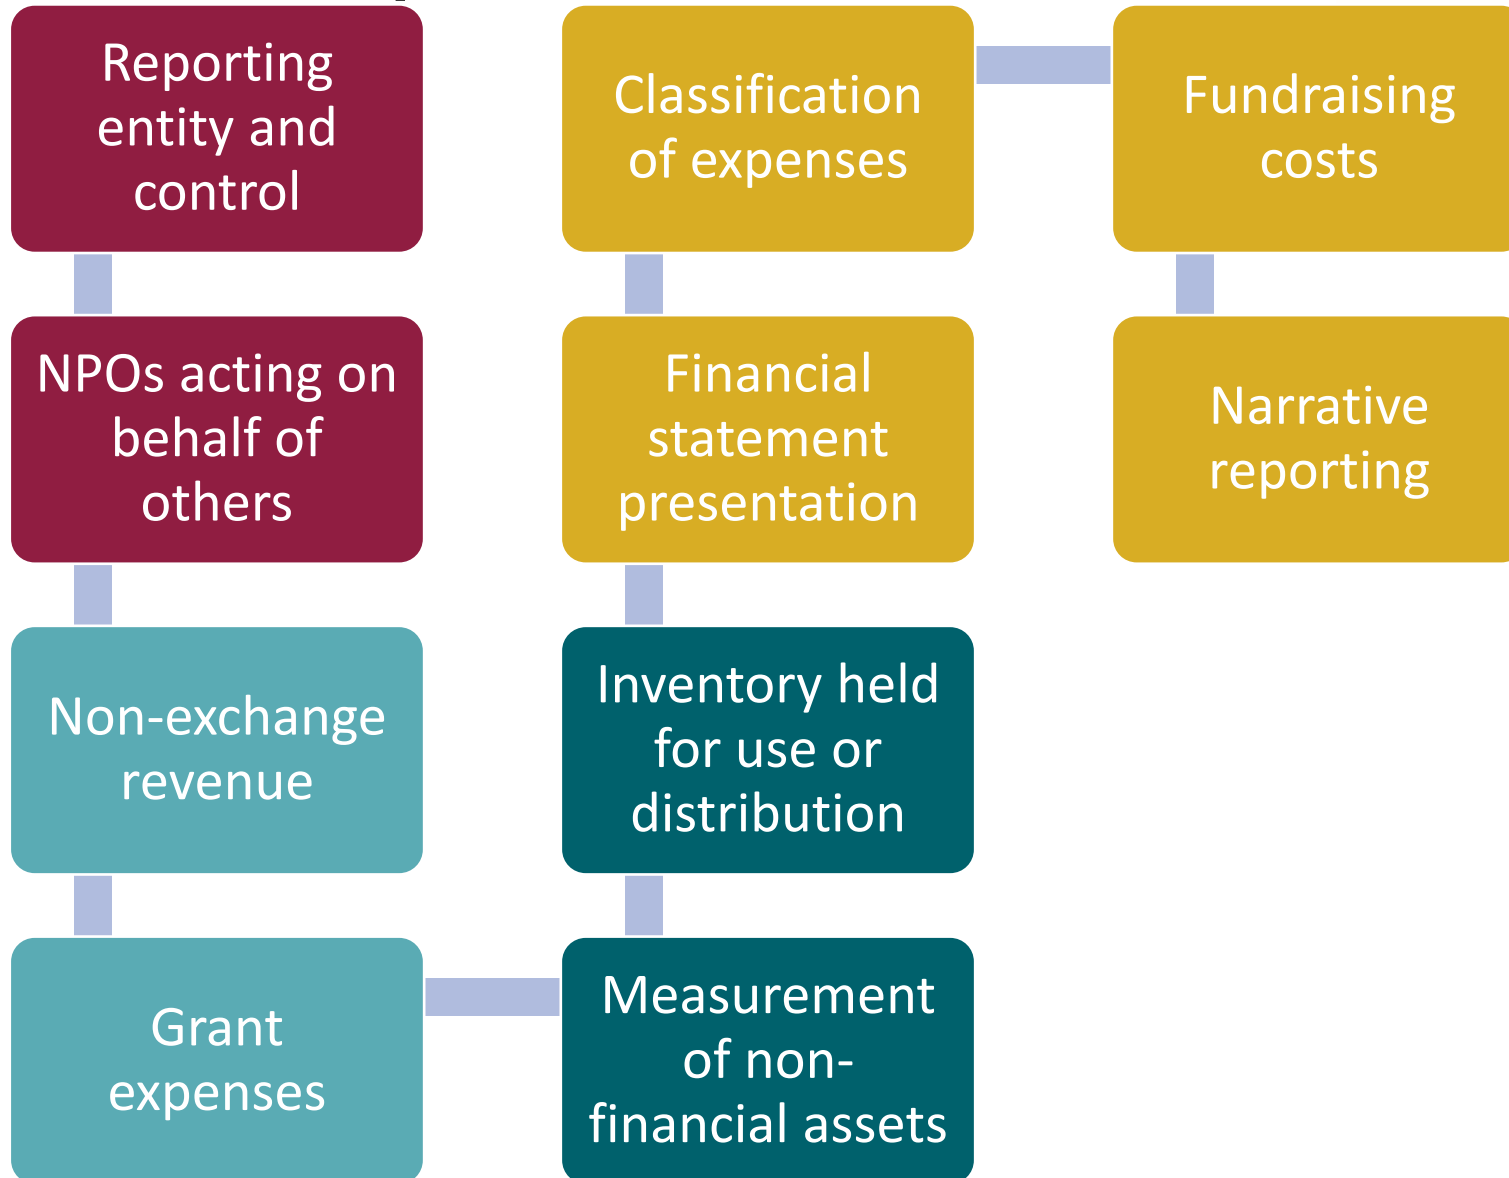 Reporting
entity and
control
NPOs acting on
behalf of
others
Non-exchange
revenue
Grant
expenses
Measurement
of non-
financial assets
Inventory held
for use or
distribution
Financial
statement
presentation
Classification
of expenses
Fundraising
costs
Narrative
reporting